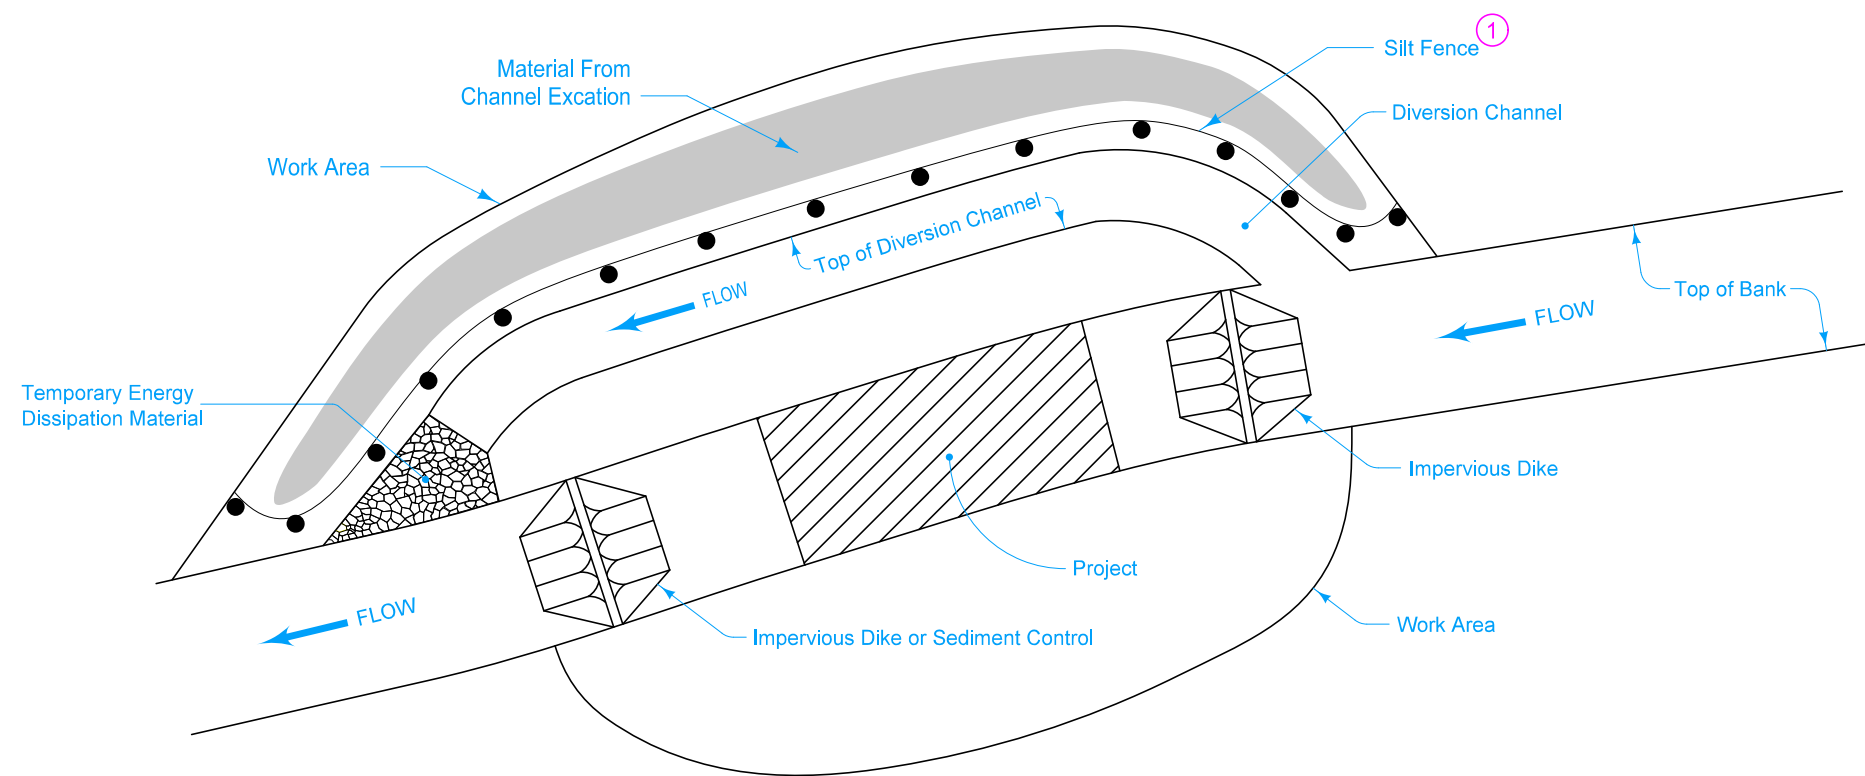 1
Silt Fence
Material From
Channel Excation
Diversion Channel
Work Area
Top of Diversion Channel
FLOW
Top of Bank
FLOW
Temporary Energy
Dissipation Material
Impervious Dike
Project
FLOW
Impervious Dike or Sediment Control
Work Area